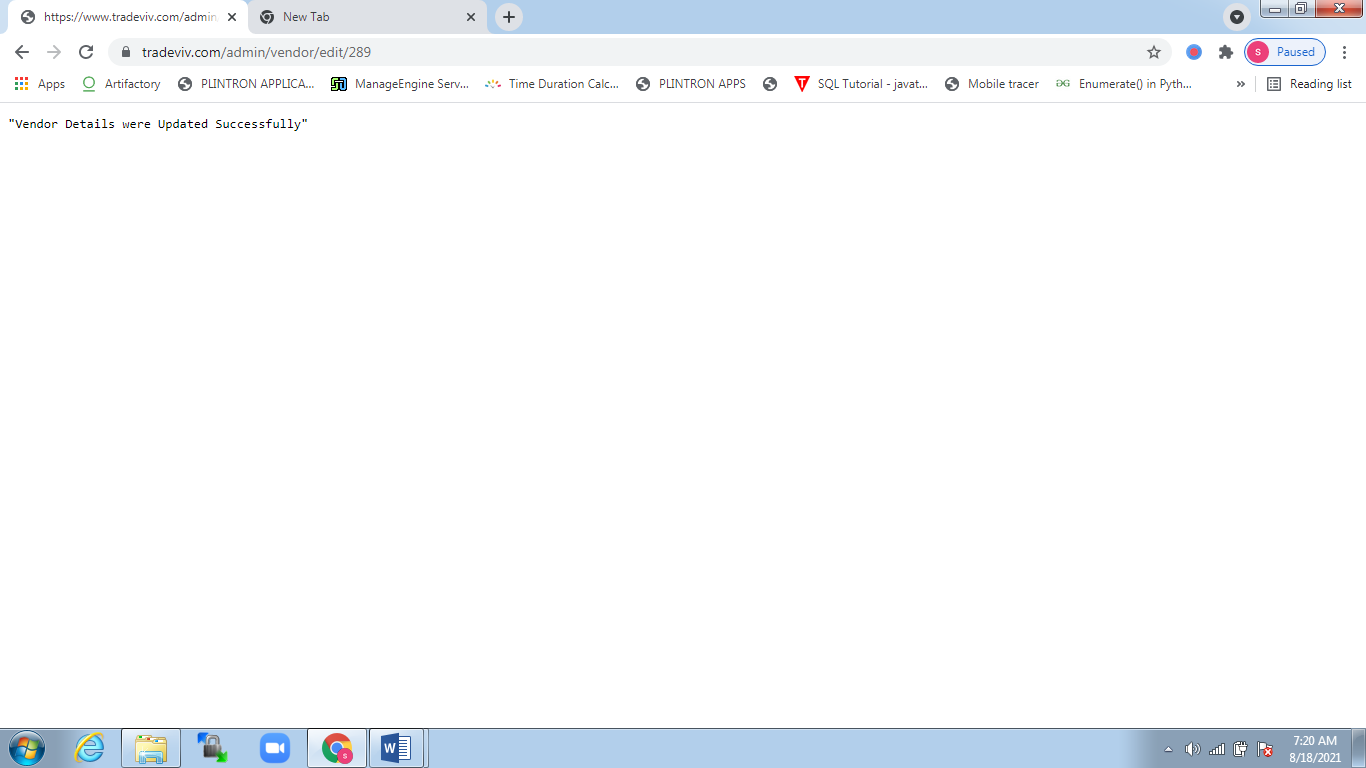 https://www.tradeviv.com/admin
New Tab
tradeviv.com/admin/vendor/edit/289
S
Paused
Apps
Artifactory
PLINTRON APPLICA...
ManageEngine Serv...
Time Duration Calc...
PLINTRON APPS
SQL Tutorial - javat...
Mobile tracer
Enumerate() in Pyth...
»
Reading list
"Vendor Details were Updated Successfully"
7:20 AM
8/18/2021